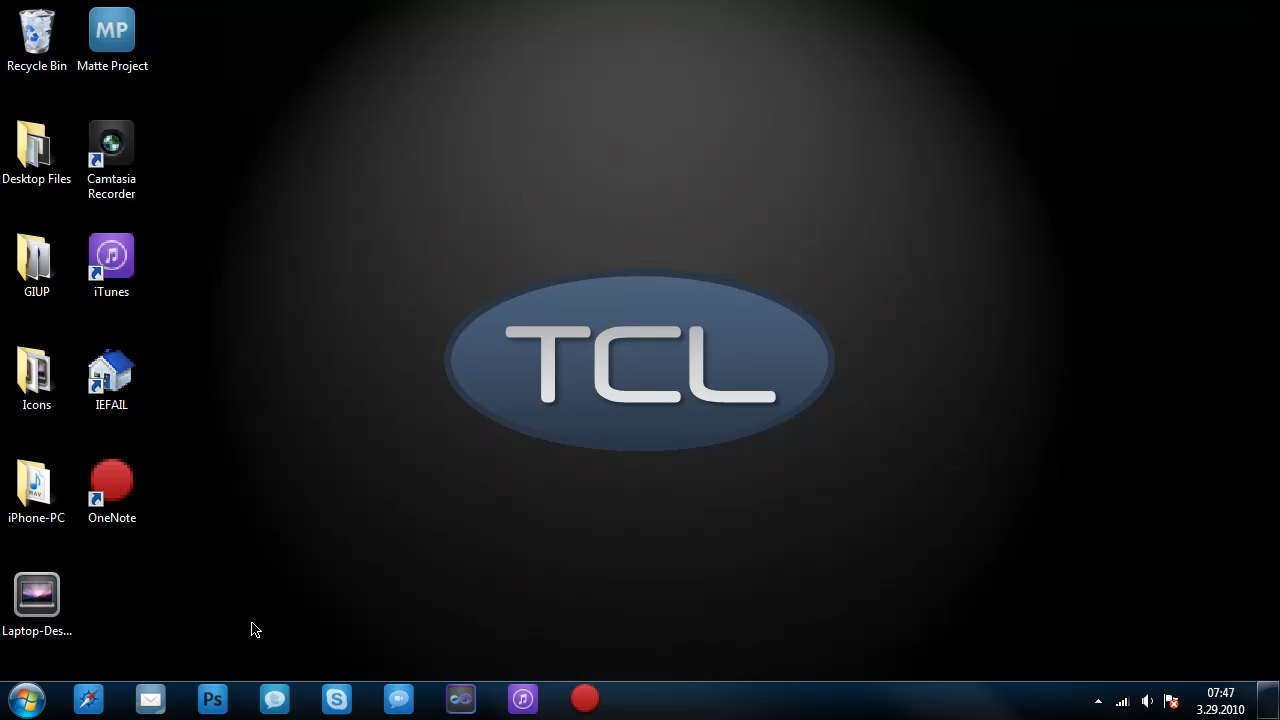 Recycle Bin
Matte Project
MP
Desktop Files
Camtasia
Recorder
GIUP
iTunes
Icons
IEFAIL
WAV
iPhone-PC
OneNote
Laptop-Des...
TCL
Ps
07:47
3.29.2010